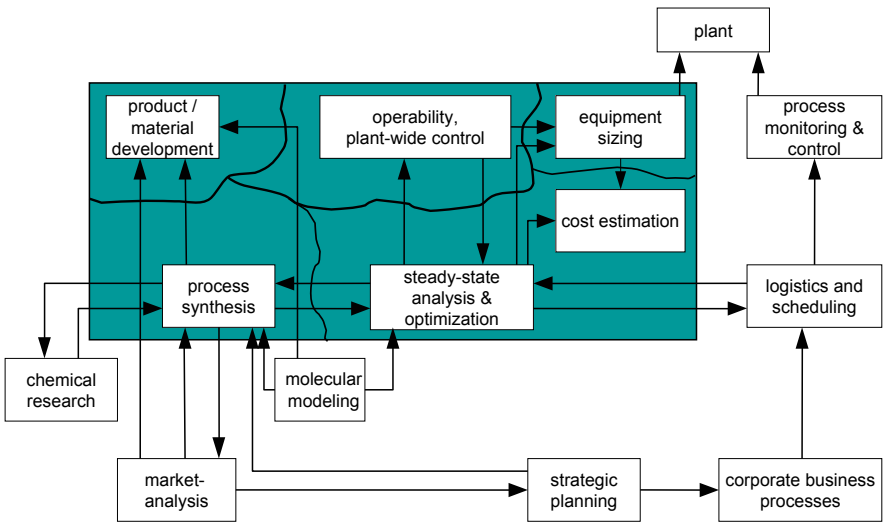 plant
product /
material
development
operability,
plant-wide control
equipment
sizing
process
monitoring &
control
cost estimation
process
synthesis
steady-state
analysis &
optimization
logistics and
scheduling
chemical
research
molecular
modeling
market-
analysis
strategic
planning
corporate business
processes